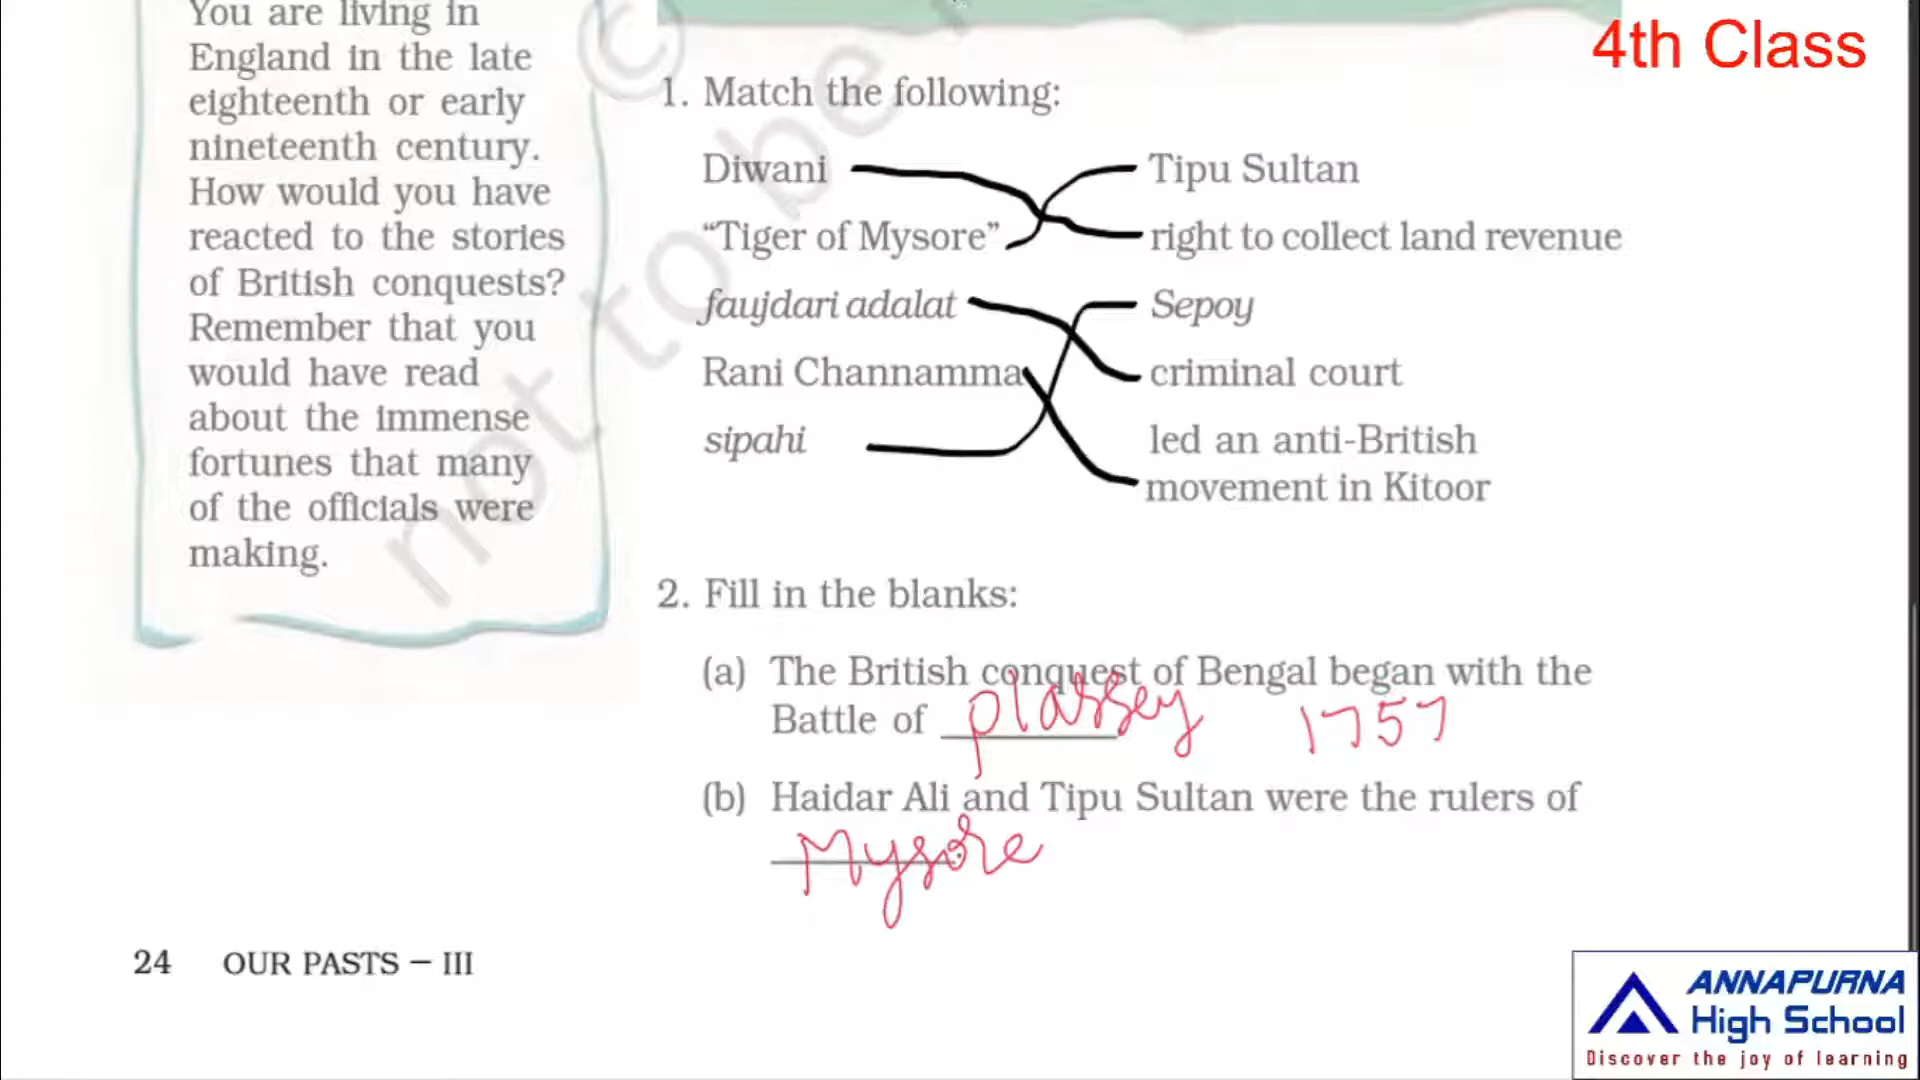 You are living in
England in the late
eighteenth or early
nineteenth century.
How would you have
reacted to the stories
of British conquests?
Remember that you
would have read
about the immense
fortunes that many
of the officials were
making.
4th Class
1. Match the following:
Diwani Tipu Sultan
“Tiger of Mysore” right to collect land revenue
faujdari adalat Sepoy
Rani Channamma criminal court
sipahi led an anti-British
movement in Kitoor
2. Fill in the blanks:
(a) The British conquest of Bengal began with the
Battle of plassey 1757
(b) Haidar Ali and Tipu Sultan were the rulers of
Mysore
© not to be r
24 OUR PASTS – III
ANNAPURNA
High School
Discover the joy of learning